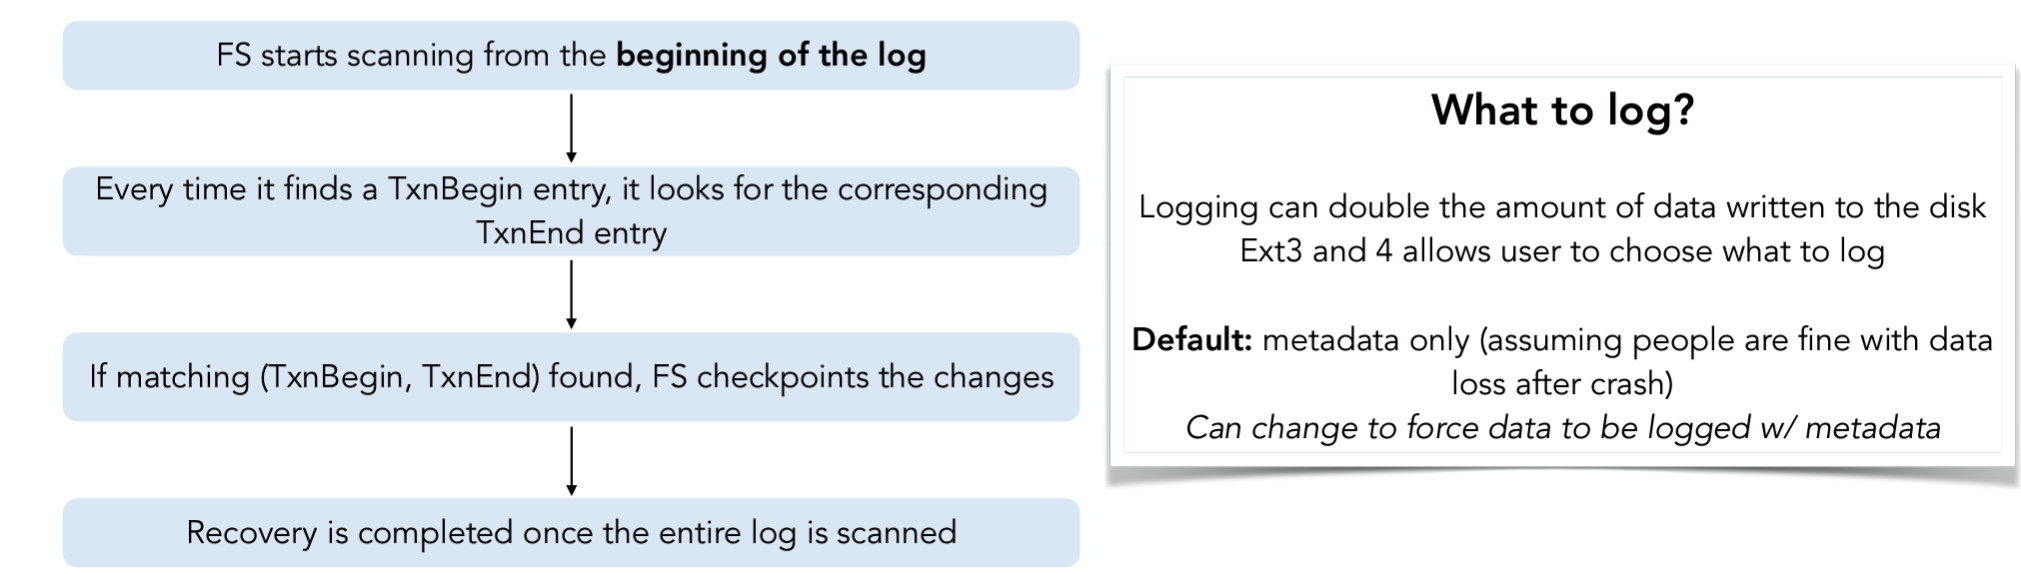 FS starts scanning from the beginning of the log
Every time it finds a TxnBegin entry, it looks for the corresponding
TxnEnd entry
If matching (TxnBegin, TxnEnd) found, FS checkpoints the changes
Recovery is completed once the entire log is scanned
What to log?
Logging can double the amount of data written to the disk
Ext3 and 4 allows user to choose what to log
Default: metadata only (assuming people are fine with data
loss after crash)
Can change to force data to be logged w/ metadata